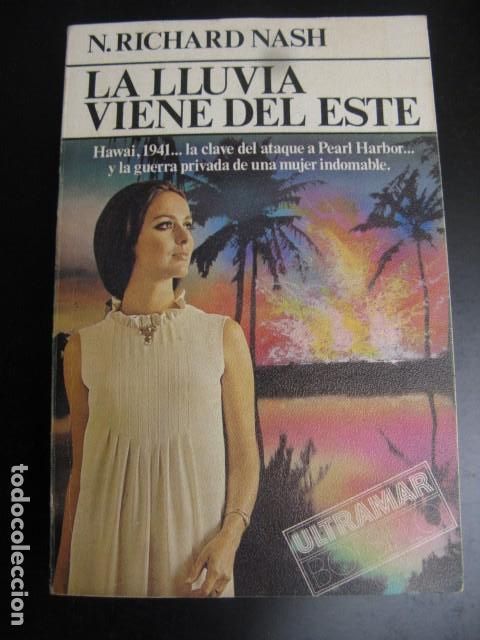 N. RICHARD NASH
LA LLUVIA
VIENE DEL ESTE
Hawai, 1941... la clave del ataque a Pearl Harbor...
y la guerra privada de una mujer indomable.
ULTRAMAR
todocoleccion
todocoleccion